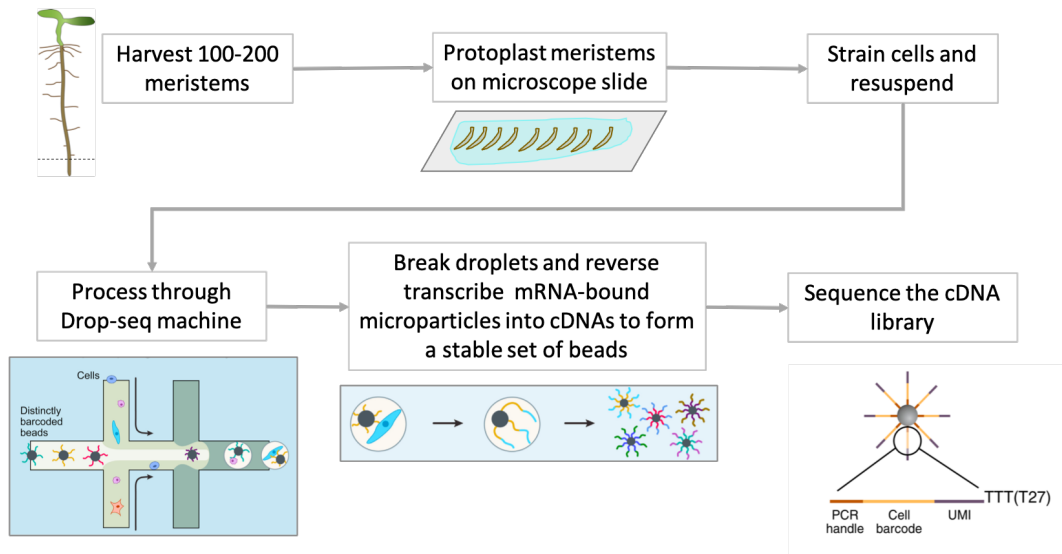 Harvest 100-200
meristems
Protoplast meristems
on microscope slide
Strain cells and
resuspend
Process through
Drop-seq machine
Break droplets and reverse
transcribe mRNA-bound
microparticles into cDNAs to form
a stable set of beads
Sequence the cDNA
library
Cells
Distinctly
barcoded
beads
TTT(T27)
PCR
handle
Cell
barcode
UMI